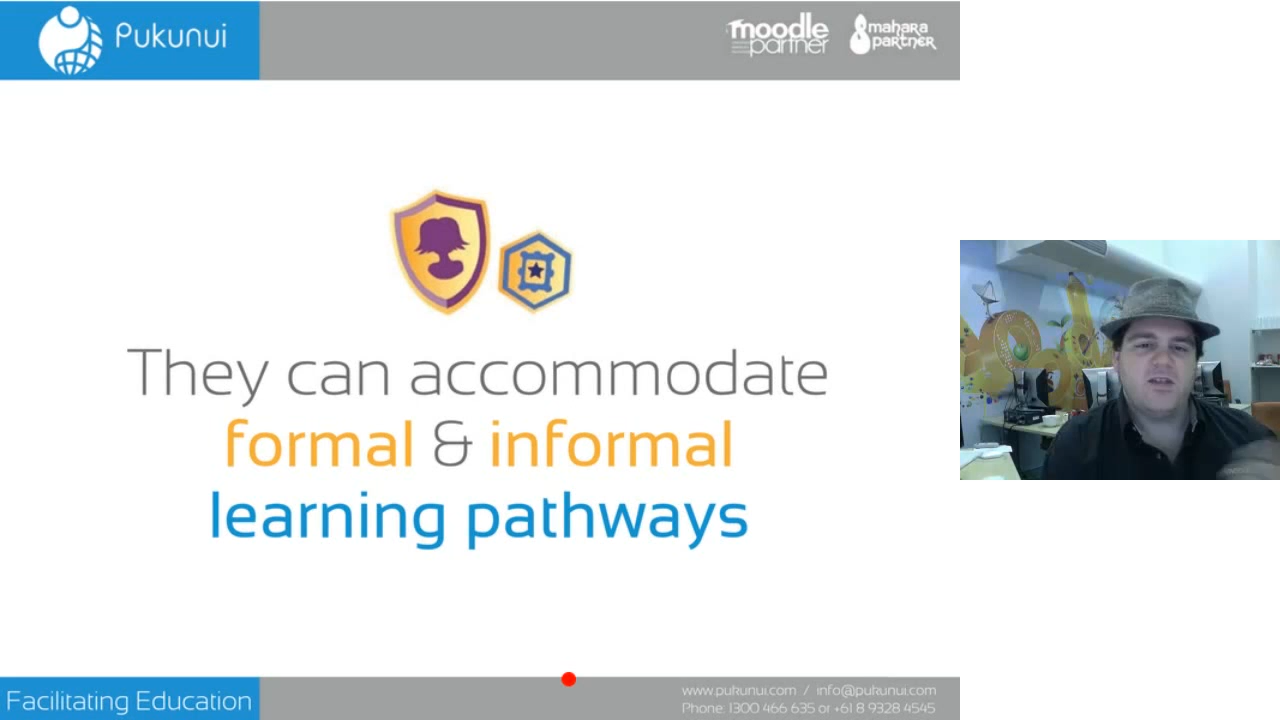 Pukunui
moodle
partner
mahara
partner
They can accommodate
formal & informal
learning pathways
Facilitating Education
www.pukunui.com / info@pukunui.com
Phone: 1300 466 635 or +61 8 9328 4545